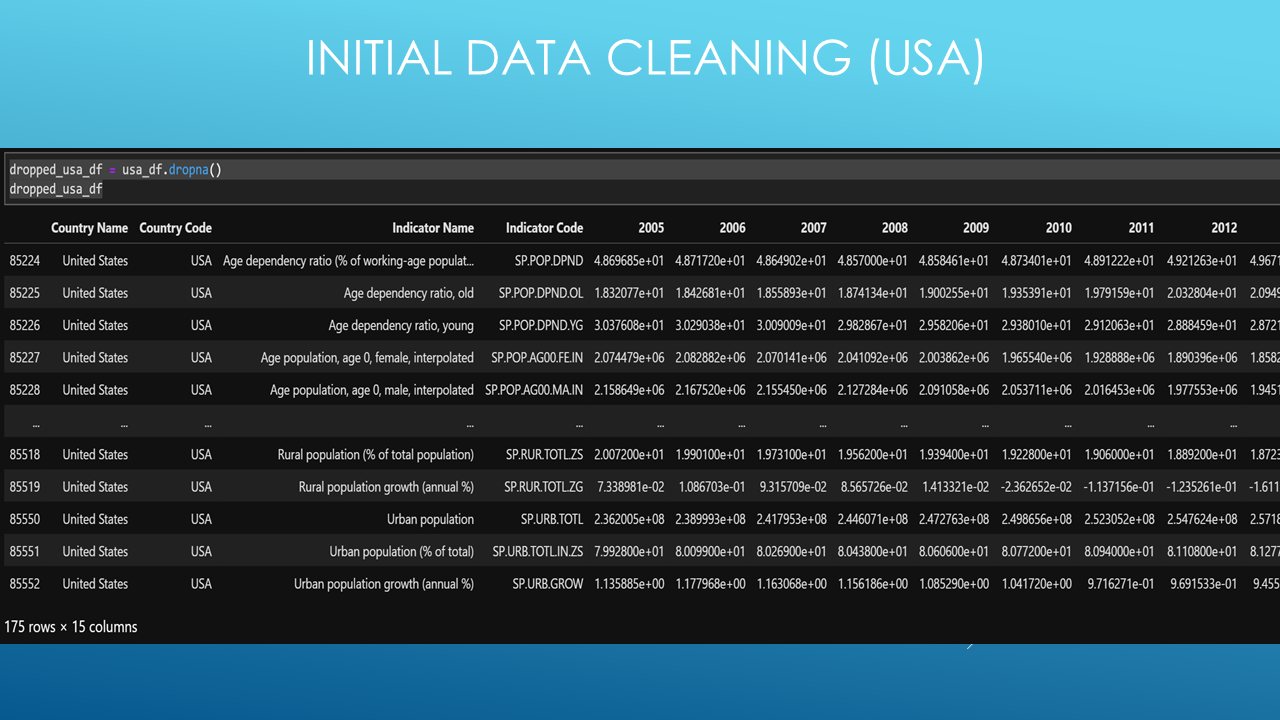 INITIAL DATA CLEANING (USA)
dropped_usa_df = usa_df.dropna()
dropped_usa_df
Country Name Country Code Indicator Name Indicator Code 2005 2006 2007 2008 2009 2010 2011 2012
85224 United States USA Age dependency ratio (% of working-age populat... SP.POP.DPND 4.869685e+01 4.871720e+01 4.864902e+01 4.857000e+01 4.858461e+01 4.873401e+01 4.891222e+01 4.921263e+01 4.9671
85225 United States USA Age dependency ratio, old SP.POP.DPND.OL 1.832077e+01 1.842681e+01 1.855893e+01 1.874134e+01 1.900255e+01 1.935391e+01 1.979159e+01 2.032804e+01 2.0949
85226 United States USA Age dependency ratio, young SP.POP.DPND.YG 3.037608e+01 3.029038e+01 3.009009e+01 2.982867e+01 2.958206e+01 2.938010e+01 2.912063e+01 2.888459e+01 2.8721
85227 United States USA Age population, age 0, female, interpolated SP.POP.AG00.FE.IN 2.074479e+06 2.082882e+06 2.070141e+06 2.041092e+06 2.003862e+06 1.965540e+06 1.928888e+06 1.890396e+06 1.8582
85228 United States USA Age population, age 0, male, interpolated SP.POP.AG00.MA.IN 2.158649e+06 2.167520e+06 2.155450e+06 2.127284e+06 2.091058e+06 2.053711e+06 2.016453e+06 1.977553e+06 1.9451
... ... ... ... ... ... ... ... ... ... ... ... ...
85518 United States USA Rural population (% of total population) SP.RUR.TOTL.ZS 2.007200e+01 1.990100e+01 1.973100e+01 1.956200e+01 1.939400e+01 1.922800e+01 1.906000e+01 1.889200e+01 1.8723
85519 United States USA Rural population growth (annual %) SP.RUR.TOTL.ZG 7.338981e-02 1.086703e-01 9.315709e-02 8.565726e-02 1.413321e-02 -2.362652e-02 -1.137156e-01 -1.235261e-01 -1.611
85550 United States USA Urban population SP.URB.TOTL 2.362005e+08 2.389993e+08 2.417953e+08 2.446071e+08 2.472763e+08 2.498656e+08 2.523052e+08 2.547624e+08 2.5718
85551 United States USA Urban population (% of total) SP.URB.TOTL.IN.ZS 7.992800e+01 8.009900e+01 8.026900e+01 8.043800e+01 8.060600e+01 8.077200e+01 8.094000e+01 8.110800e+01 8.1277
85552 United States USA Urban population growth (annual %) SP.URB.GROW 1.135885e+00 1.177968e+00 1.163068e+00 1.156186e+00 1.085290e+00 1.041720e+00 9.716271e-01 9.691533e-01 9.455
175 rows × 15 columns